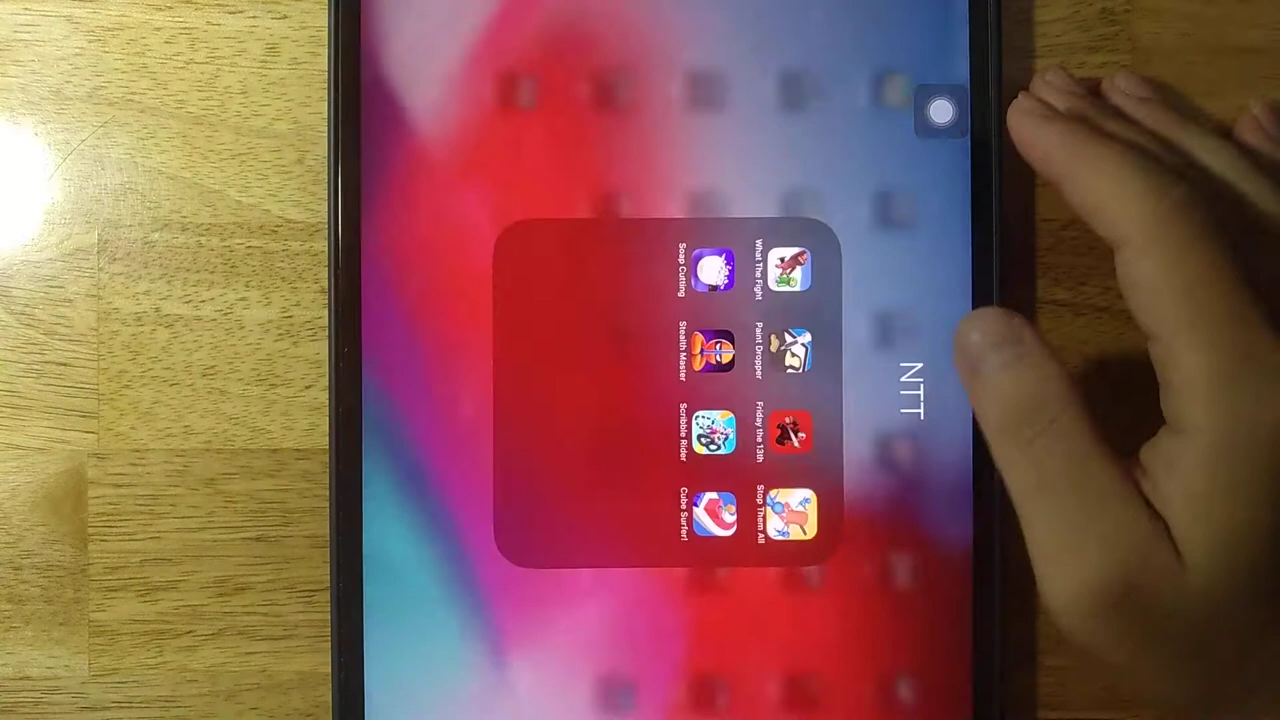 NTT
What The Fight
Paint Dropper
Friday the 13th
Stop Them All
Soap Cutting
Stealth Master
Scribble Rider
Cube Surfer!